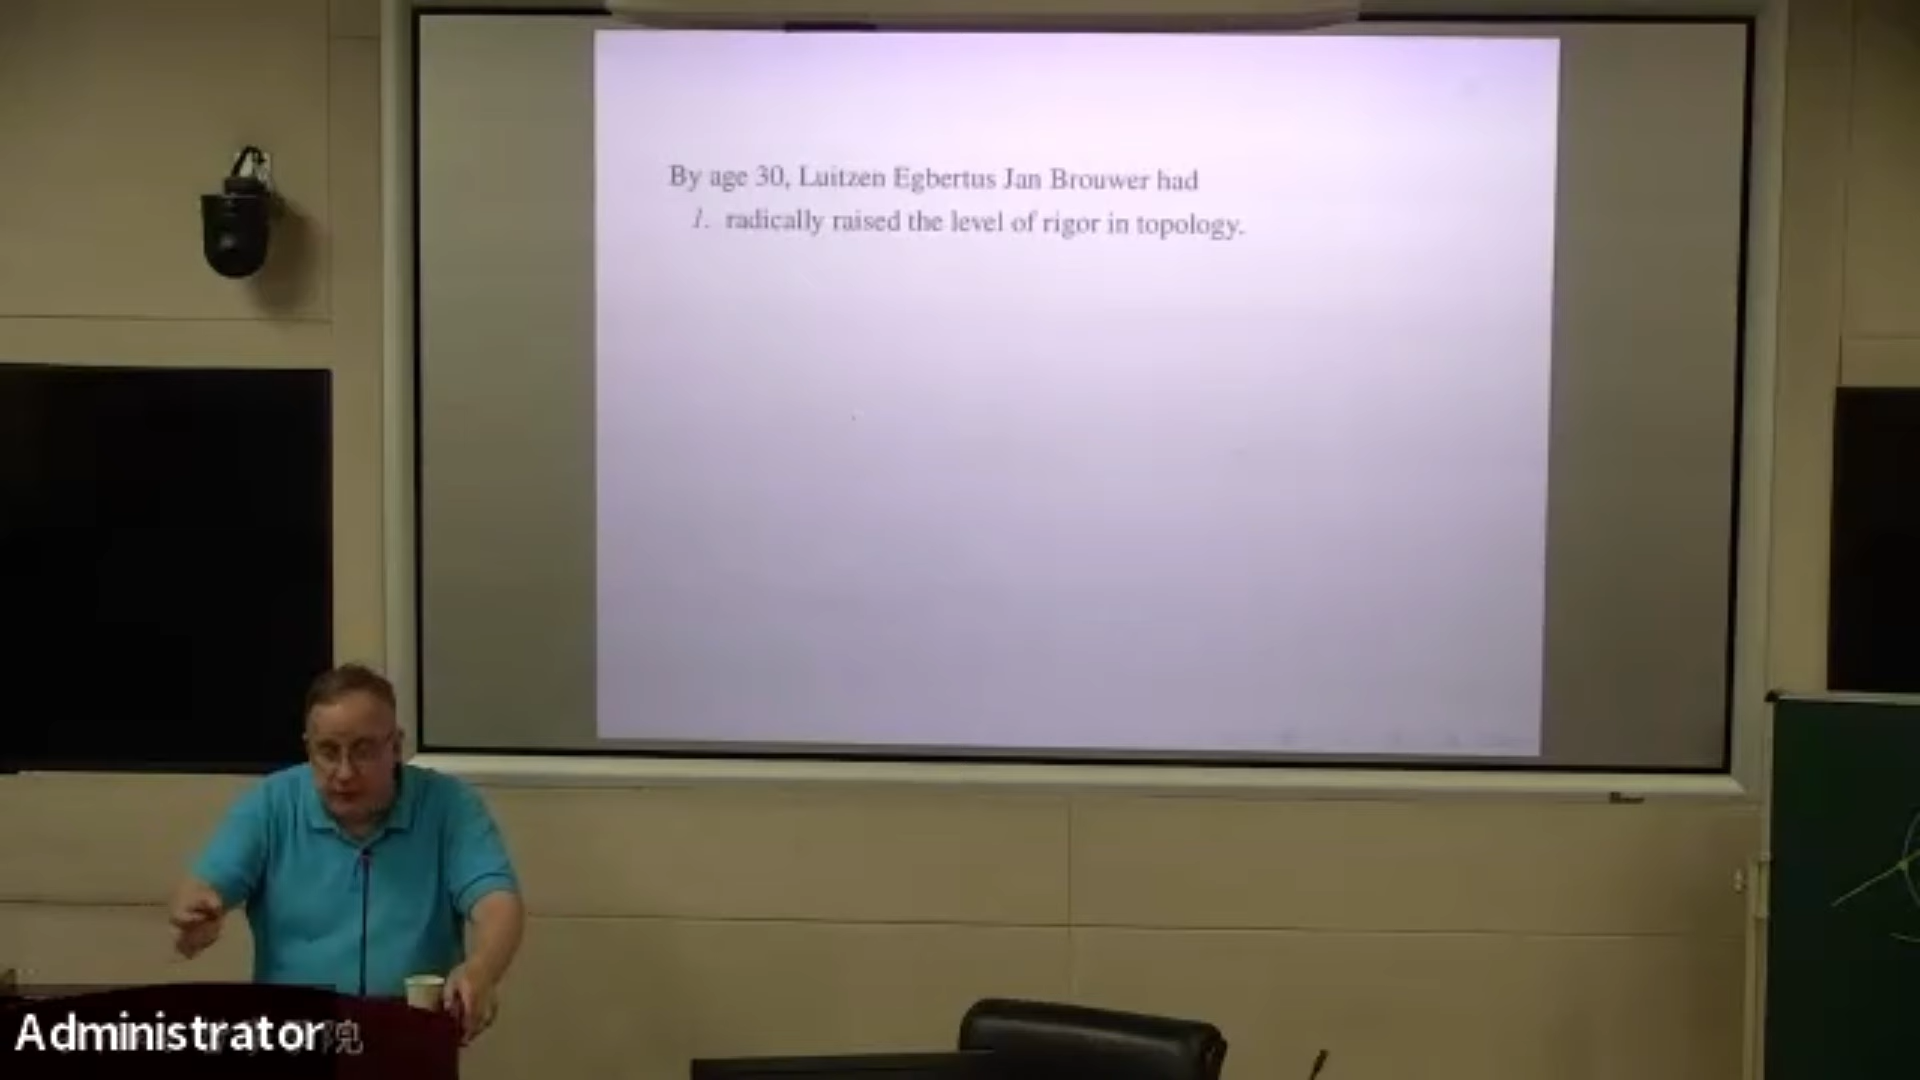 By age 30, Luitzen Egbertus Jan Brouwer had
1. radically raised the level of rigor in topology.
Administrator